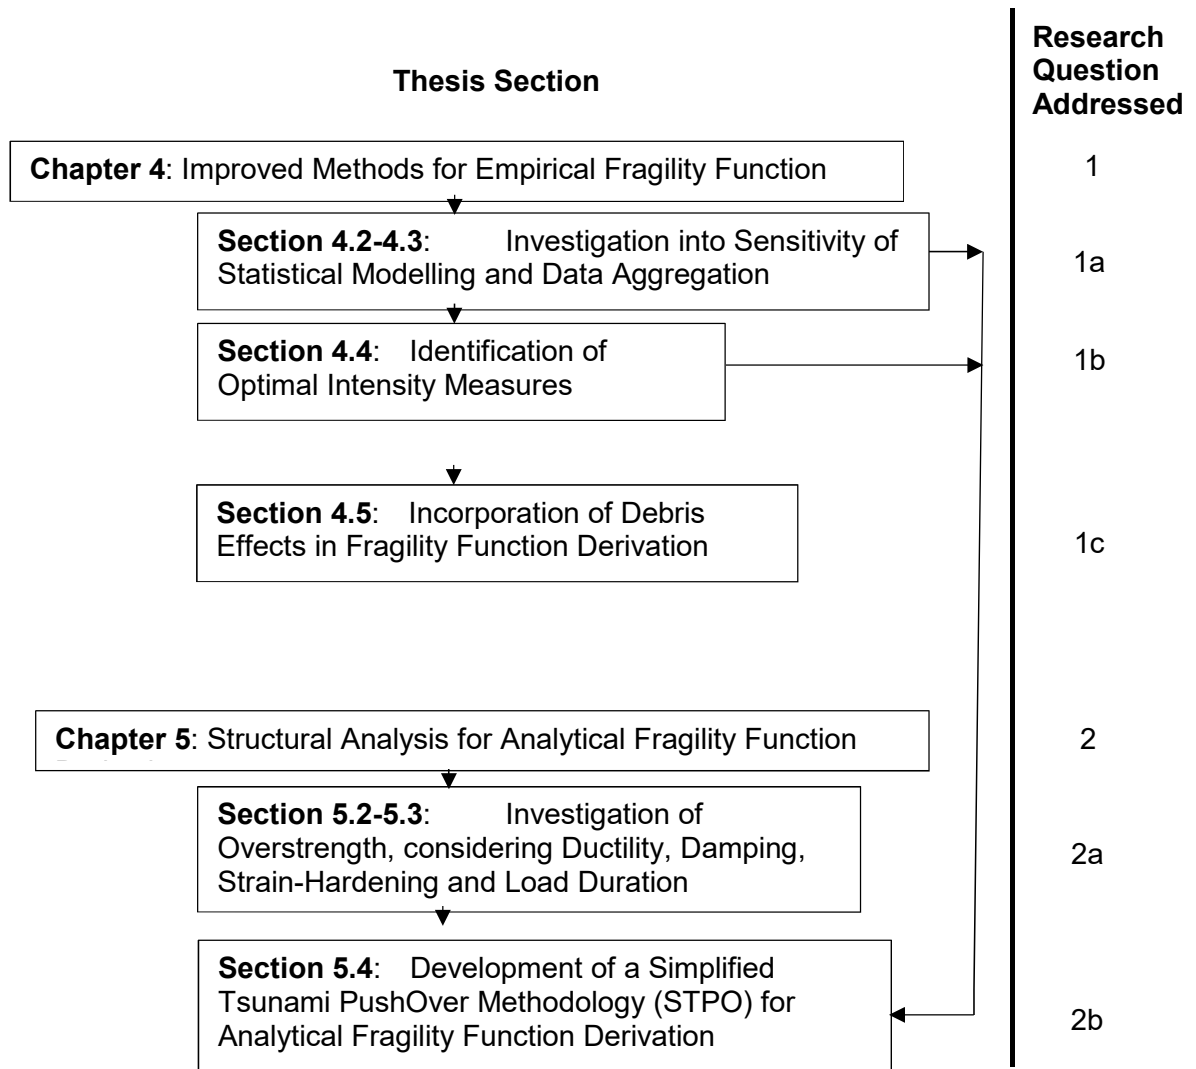 Thesis Section
Research
Question
Addressed
Chapter 4: Improved Methods for Empirical Fragility Function
1
Section 4.2-4.3: Investigation into Sensitivity of
Statistical Modelling and Data Aggregation
1a
Section 4.4: Identification of
Optimal Intensity Measures
1b
Section 4.5: Incorporation of Debris
Effects in Fragility Function Derivation
1c
Chapter 5: Structural Analysis for Analytical Fragility Function
2
Section 5.2-5.3: Investigation of
Overstrength, considering Ductility, Damping,
Strain-Hardening and Load Duration
2a
Section 5.4: Development of a Simplified
Tsunami PushOver Methodology (STPO) for
Analytical Fragility Function Derivation
2b